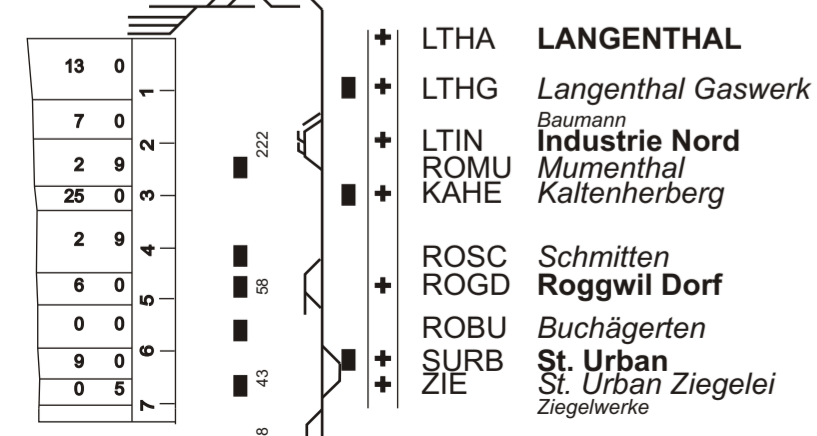 LTHA LANGENTHAL
13 0
1
LTHG Langenthal Gaswerk
Baumann
7 0
2
222
LTIN Industrie Nord
2 9
ROMU Mumenthal
25 0
3
KAHE Kaltenherberg
2 9
4
ROSC Schmitten
6 0
5
58
ROGD Roggwil Dorf
0 0
ROBU Buchägerten
9 0
6
SURB St. Urban
0 5
43
ZIE St. Urban Ziegelei
7
Ziegelwerke
8